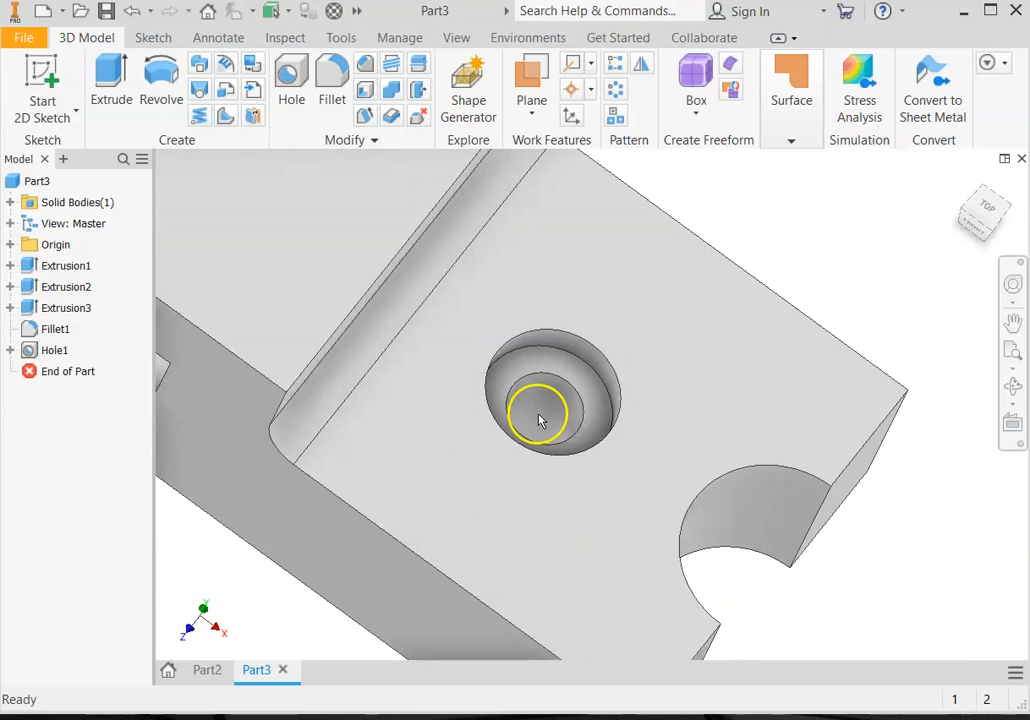 PRO
Part3
Search Help & Commands...
Sign In
File
3D Model
Sketch
Annotate
Inspect
Tools
Manage
View
Environments
Get Started
Collaborate
Start
2D Sketch
Extrude
Revolve
Hole
Fillet
Shape
Generator
Plane
Box
Surface
Stress
Analysis
Convert to
Sheet Metal
Sketch
Create
Modify
Explore
Work Features
Pattern
Create Freeform
Simulation
Convert
Model
Part3
Solid Bodies(1)
View: Master
Origin
Extrusion1
Extrusion2
Extrusion3
Fillet1
Hole1
End of Part
TOP
Y
Z
X
Part2
Part3
Ready
1
2